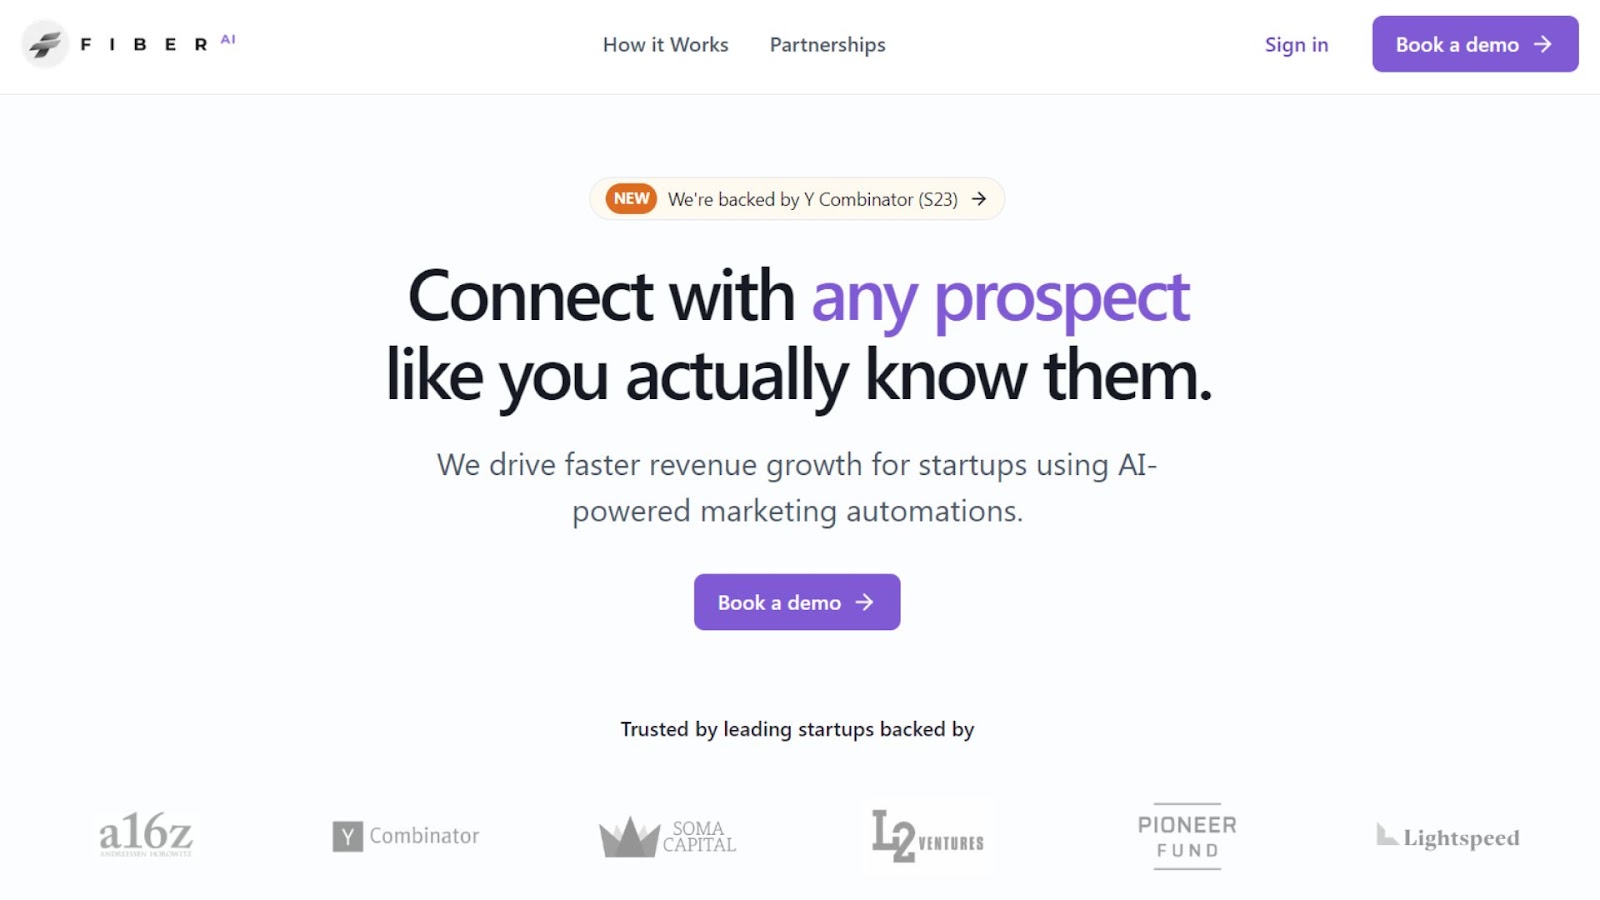 FIBER AI
How it Works
Partnerships
Sign in
Book a demo →
NEW We're backed by Y Combinator (S23) →
Connect with any prospect
like you actually know them.
We drive faster revenue growth for startups using AI-
powered marketing automations.
Book a demo →
Trusted by leading startups backed by
a16z
ANDREESSEN HOROWITZ
Y Combinator
SOMA
CAPITAL
L2 VENTURES
PIONEER
FUND
Lightspeed